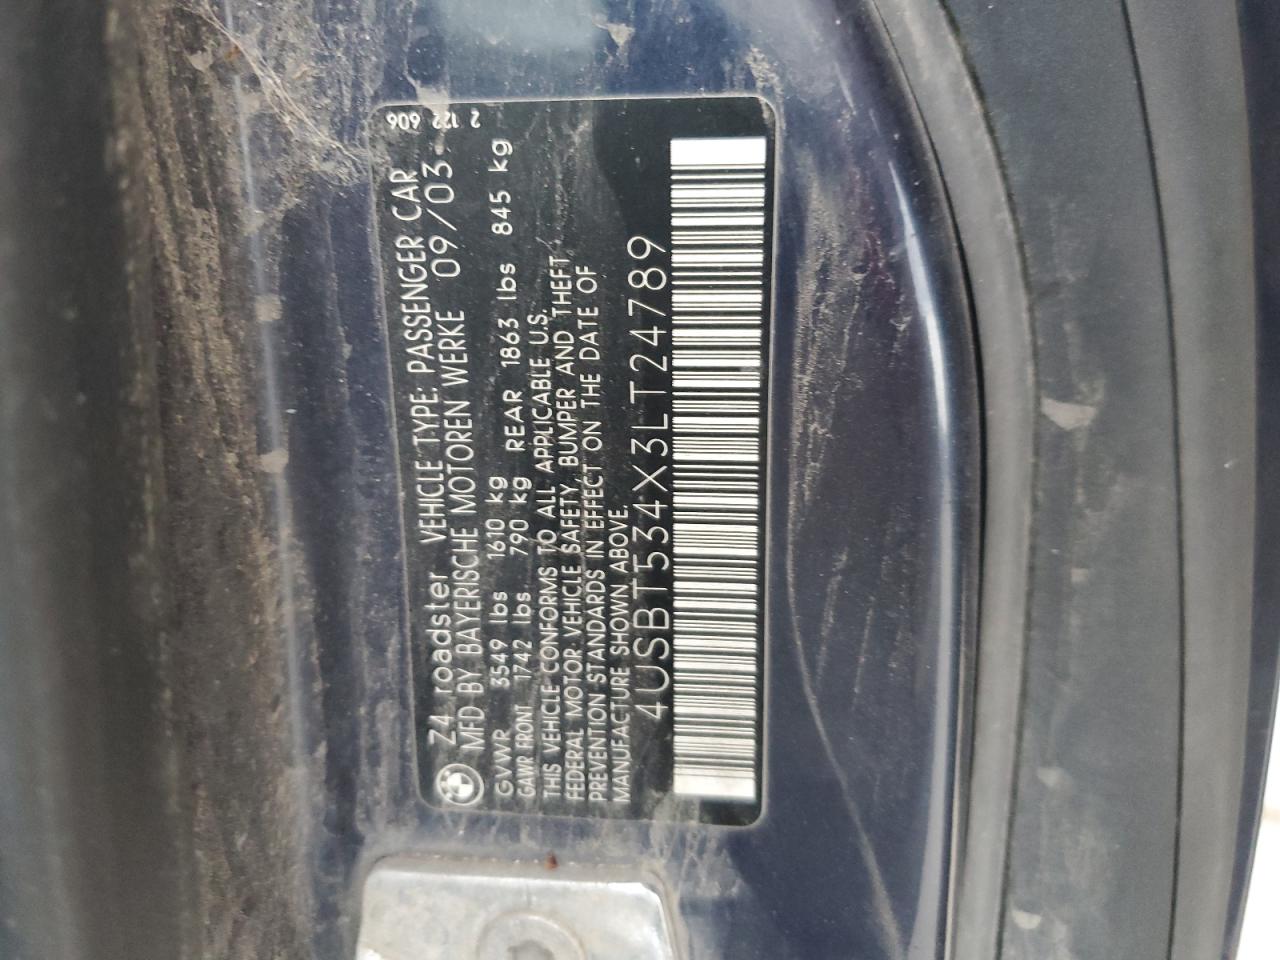 Z4 roadster VEHICLE TYPE: PASSENGER CAR
MFD BY BAYERISCHE MOTOREN WERKE 09/03
GVWR 3549 lbs 1610 kg
GAWR FRONT 1742 lbs 790 kg REAR 1863 lbs 845 kg
THIS VEHICLE CONFORMS TO ALL APPLICABLE U.S.
FEDERAL MOTOR VEHICLE SAFETY, BUMPER AND THEFT
PREVENTION STANDARDS IN EFFECT ON THE DATE OF
MANUFACTURE SHOWN ABOVE.
4USBT534X3LT24789
2 122 606